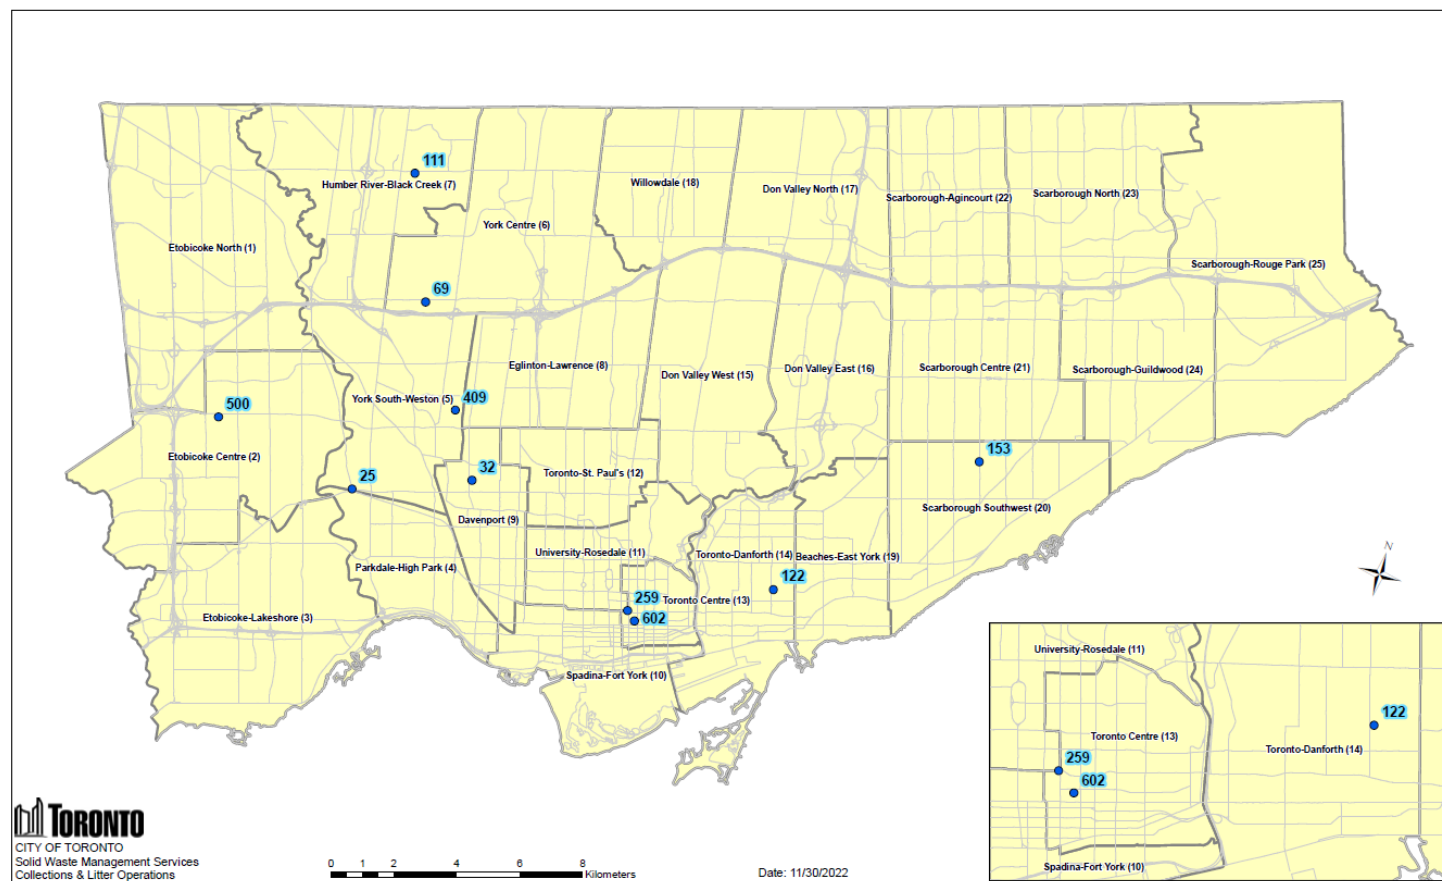 111
Humber River-Black Creek (7)
Willowdale (18)
Don Valley North (17)
Scarborough-Agincourt (22)
Scarborough North (23)
York Centre (6)
Etobicoke North (1)
Scarborough-Rouge Park (25)
69
Eglinton-Lawrence (8)
Don Valley West (15)
Don Valley East (16)
Scarborough Centre (21)
Scarborough-Guildwood (24)
500
York South-Weston (5)
409
Etobicoke Centre (2)
25
32
Toronto-St. Paul's (12)
153
Davenport (9)
Scarborough Southwest (20)
University-Rosedale (11)
Toronto-Danforth (14)
Beaches-East York (19)
Parkdale-High Park (4)
122
259
Toronto Centre (13)
602
Etobicoke-Lakeshore (3)
Spadina-Fort York (10)
N
University-Rosedale (11)
122
Toronto Centre (13)
Toronto-Danforth (14)
259
602
Spadina-Fort York (10)
TORONTO
CITY OF TORONTO
Solid Waste Management Services
Collections & Litter Operations
0 1 2 4 6 8
Kilometers
Date: 11/30/2022